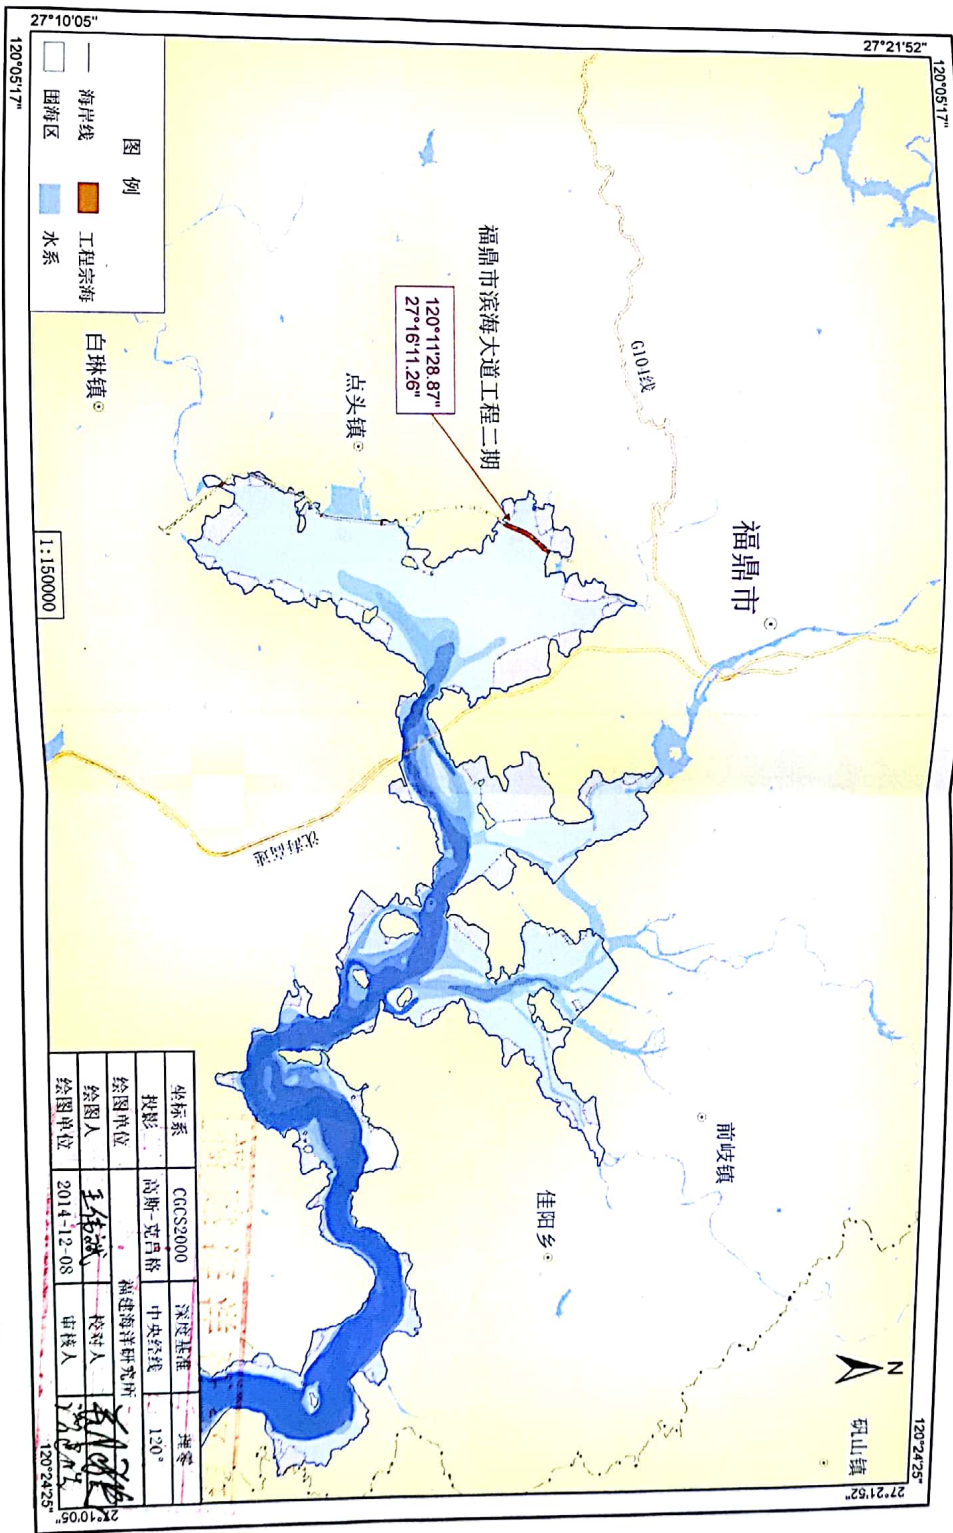 27°10'05"
120°05'17"
27°21'52"
120°05'17"
图 例
海岸线
工程宗海
围海区
水系
福鼎市滨海大道工程二期
120°11'28.87"
27°16'11.26"
G104线
福鼎市
点头镇
白琳镇
沈海高速
前岐镇
佳阳乡
矾山镇
N
1:150000
坐标系 CGCS2000 深度基准
投影 高斯-克吕格 中央经线 120°
绘图单位 福建海洋研究所
绘图人 王伟斌 校对人
绘图单位 2014-12-08 审核人
120°24'25"
27°21'52"
120°24'25"
27°10'05"